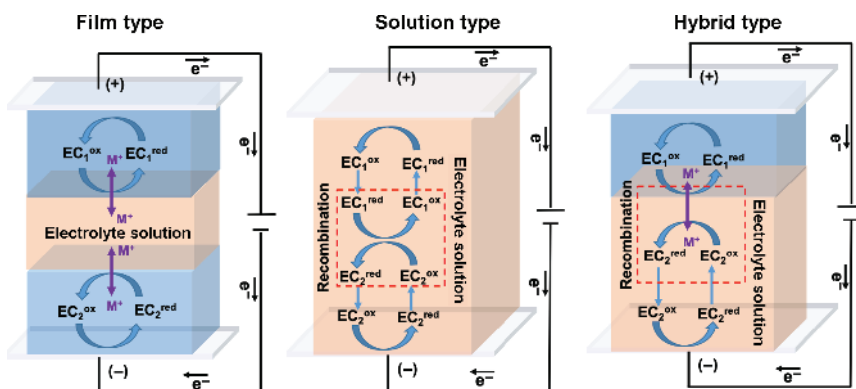 Film type
e⁻
(+)
EC₁ᵒˣ
EC₁ʳᵉᵈ
M⁺
e⁻
M⁺
Electrolyte solution
M⁺
M⁺
EC₂ᵒˣ
EC₂ʳᵉᵈ
e⁻
(−)
e⁻
Solution type
e⁻
(+)
EC₁ᵒˣ
EC₁ʳᵉᵈ
e⁻
EC₁ʳᵉᵈ
EC₁ᵒˣ
Recombination
Electrolyte solution
EC₂ʳᵉᵈ
EC₂ᵒˣ
EC₂ᵒˣ
EC₂ʳᵉᵈ
e⁻
(−)
e⁻
Hybrid type
e⁻
(+)
EC₁ᵒˣ
EC₁ʳᵉᵈ
M⁺
e⁻
M⁺
Recombination
Electrolyte solution
EC₂ʳᵉᵈ
EC₂ᵒˣ
EC₂ᵒˣ
EC₂ʳᵉᵈ
e⁻
(−)
e⁻